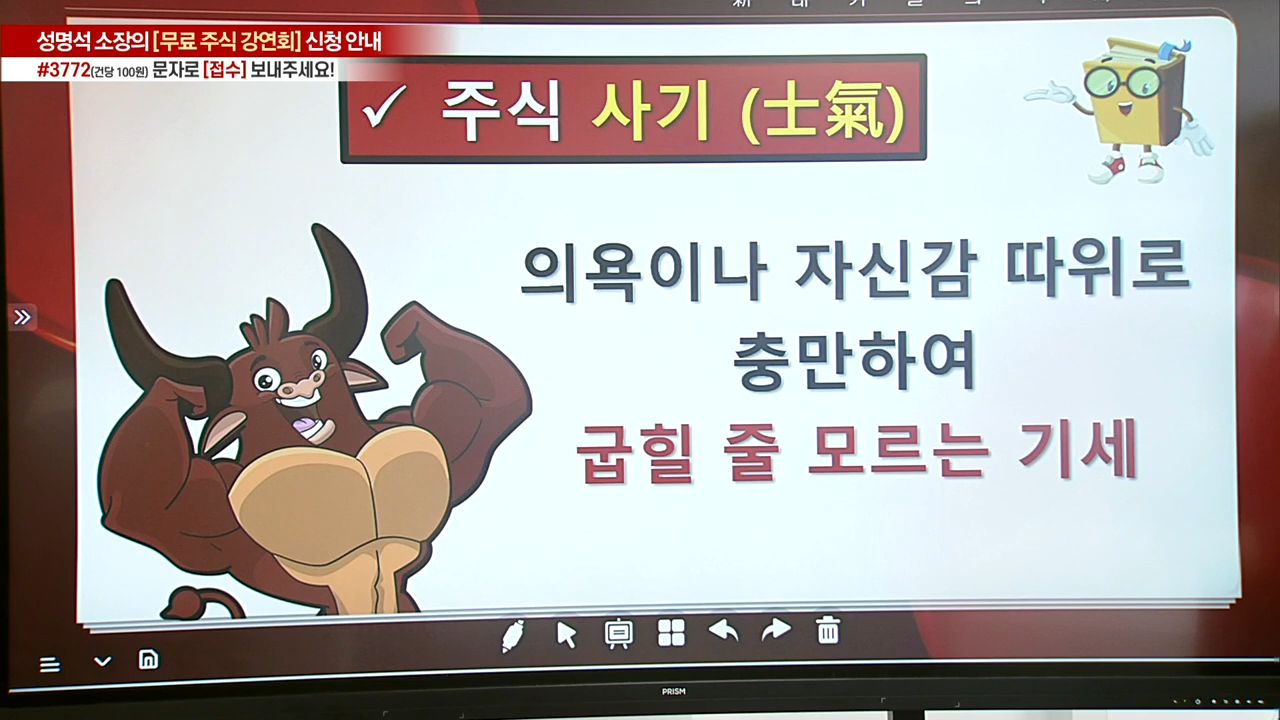 성명석 소장의 [무료 주식 강연회] 신청 안내
#3772(건당 100원) 문자로 [접수] 보내주세요!
✓ 주식 사기 (士氣)
의욕이나 자신감 따위로
충만하여
굽힐 줄 모르는 기세
PRISM